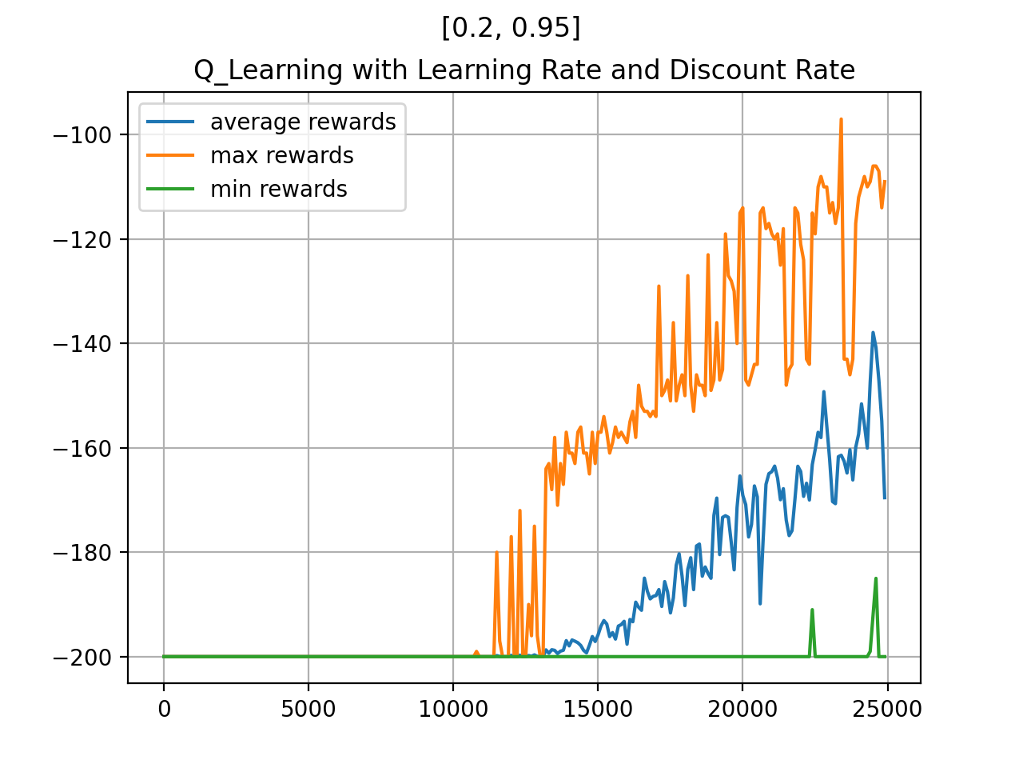 [0.2, 0.95]
Q_Learning with Learning Rate and Discount Rate
average rewards
max rewards
min rewards
−100
−120
−140
−160
−180
−200
0 5000 10000 15000 20000 25000